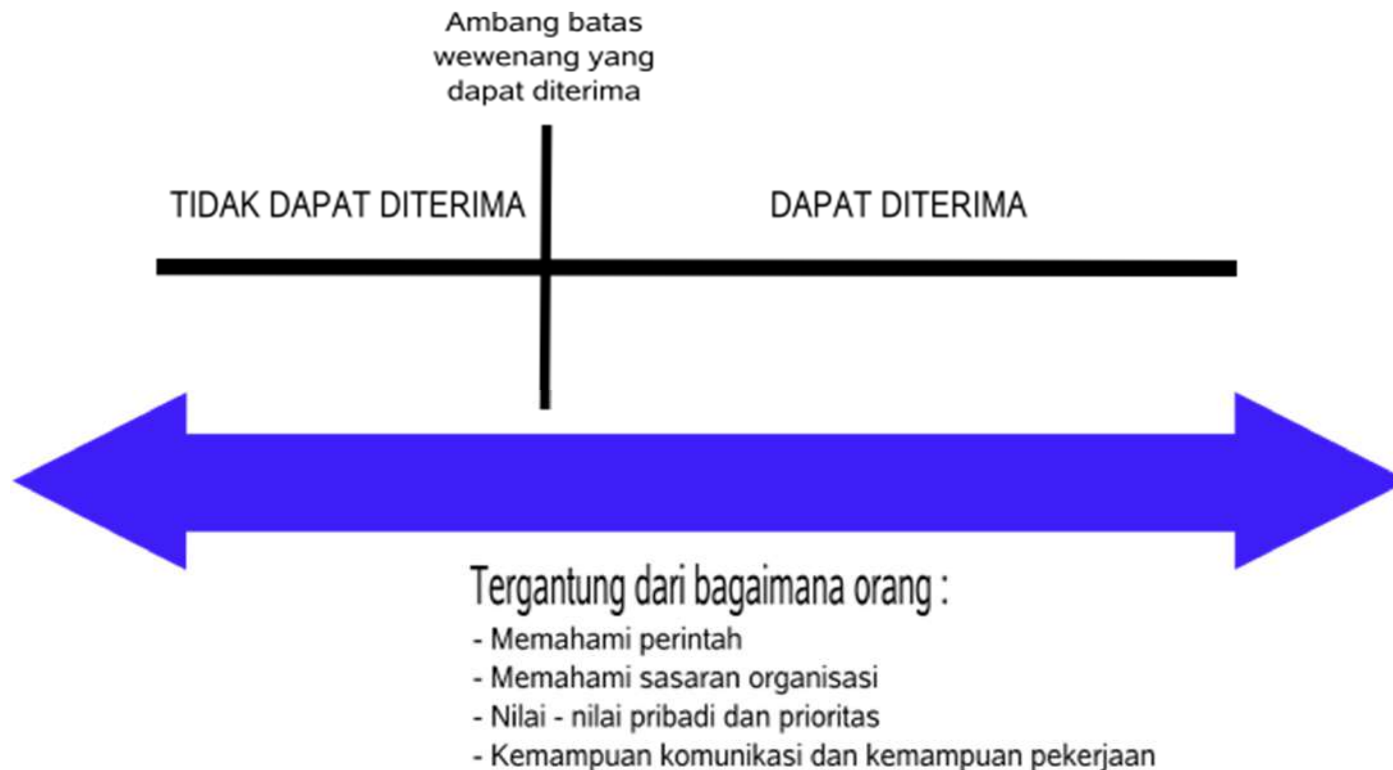 Ambang batas
wewenang yang
dapat diterima
TIDAK DAPAT DITERIMA
DAPAT DITERIMA
Tergantung dari bagaimana orang :
- Memahami perintah
- Memahami sasaran organisasi
- Nilai - nilai pribadi dan prioritas
- Kemampuan komunikasi dan kemampuan pekerjaan